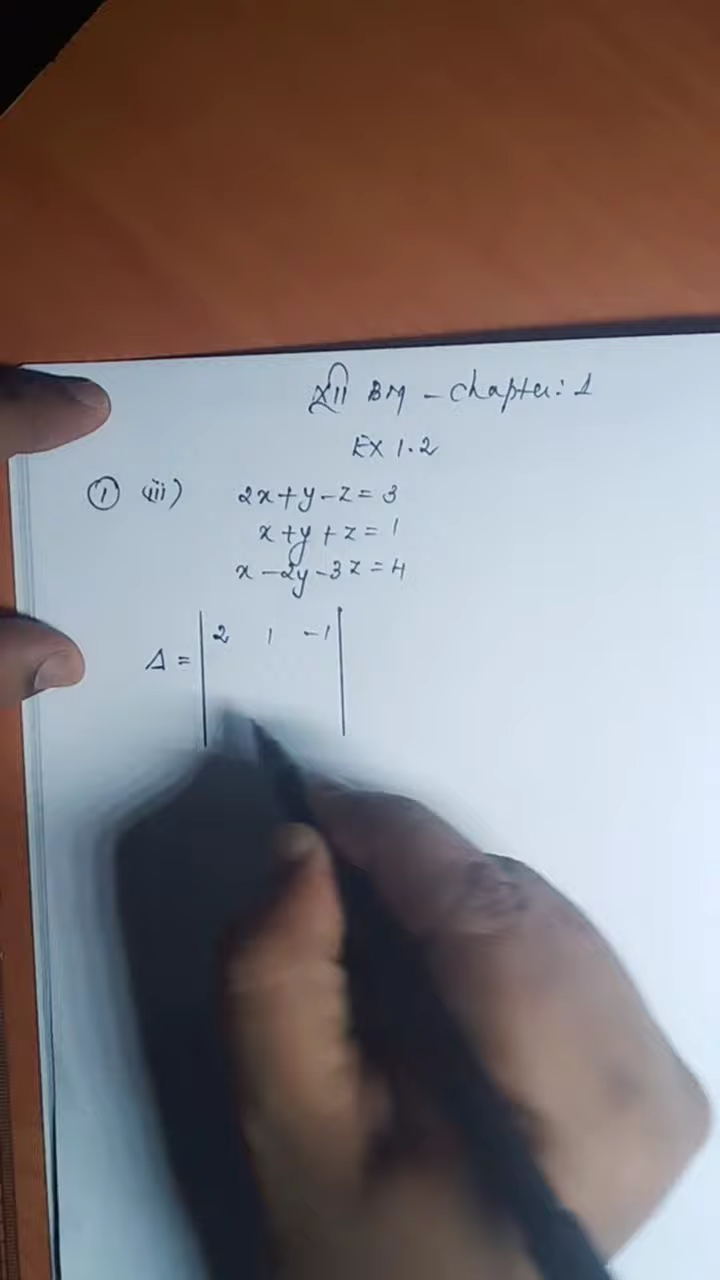 XII BM - chapter: 1
EX 1.2
① (iii) 2x+y-z=3
x+y+z=1
x-2y-3z=4
Δ = | 2 1 -1 |